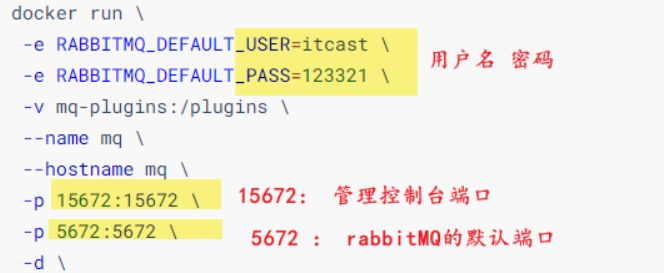 docker run \
-e RABBITMQ_DEFAULT_USER=itcast \
-e RABBITMQ_DEFAULT_PASS=123321 \
用户名 密码
-v mq-plugins:/plugins \
--name mq \
--hostname mq \
-p 15672:15672 \
15672： 管理控制台端口
-p 5672:5672 \
5672 ： rabbitMQ的默认端口
-d \